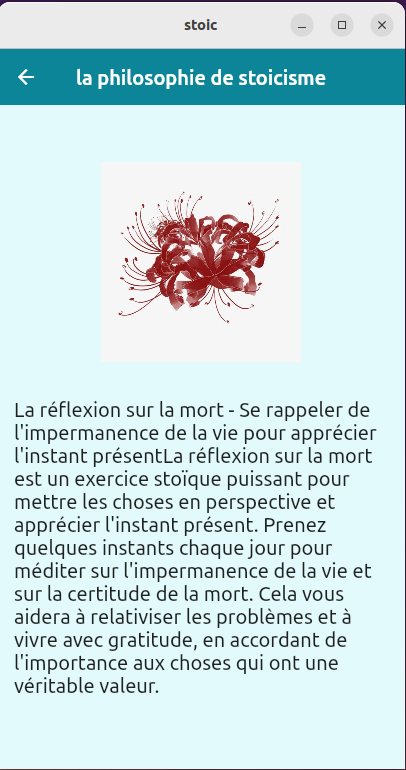 stoic
la philosophie de stoicisme
La réflexion sur la mort - Se rappeler de
l'impermanence de la vie pour apprécier
l'instant présentLa réflexion sur la mort
est un exercice stoïque puissant pour
mettre les choses en perspective et
apprécier l'instant présent. Prenez
quelques instants chaque jour pour
méditer sur l'impermanence de la vie et
sur la certitude de la mort. Cela vous
aidera à relativiser les problèmes et à
vivre avec gratitude, en accordant de
l'importance aux choses qui ont une
véritable valeur.